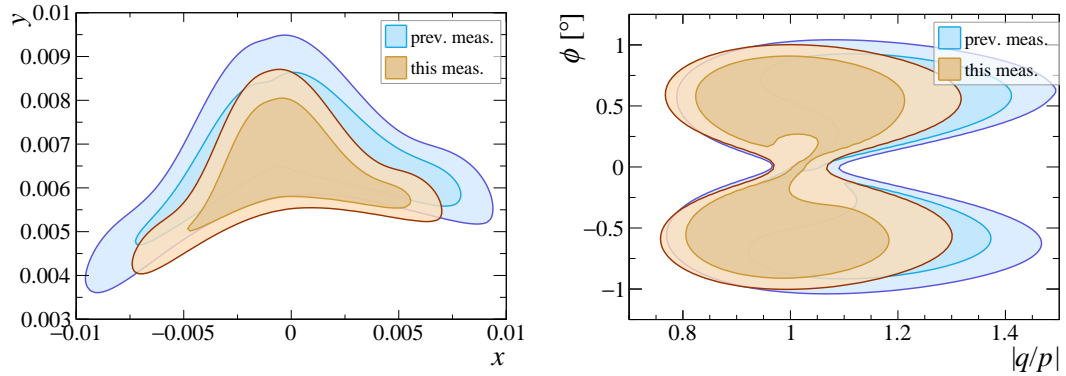 y
0.01
0.009
0.008
0.007
0.006
0.005
0.004
0.003
−0.01
−0.005
0
0.005
0.01
x
prev. meas.
this meas.
ϕ [°]
1
0.5
0
−0.5
−1
0.8
1
1.2
1.4
|q/p|
prev. meas.
this meas.